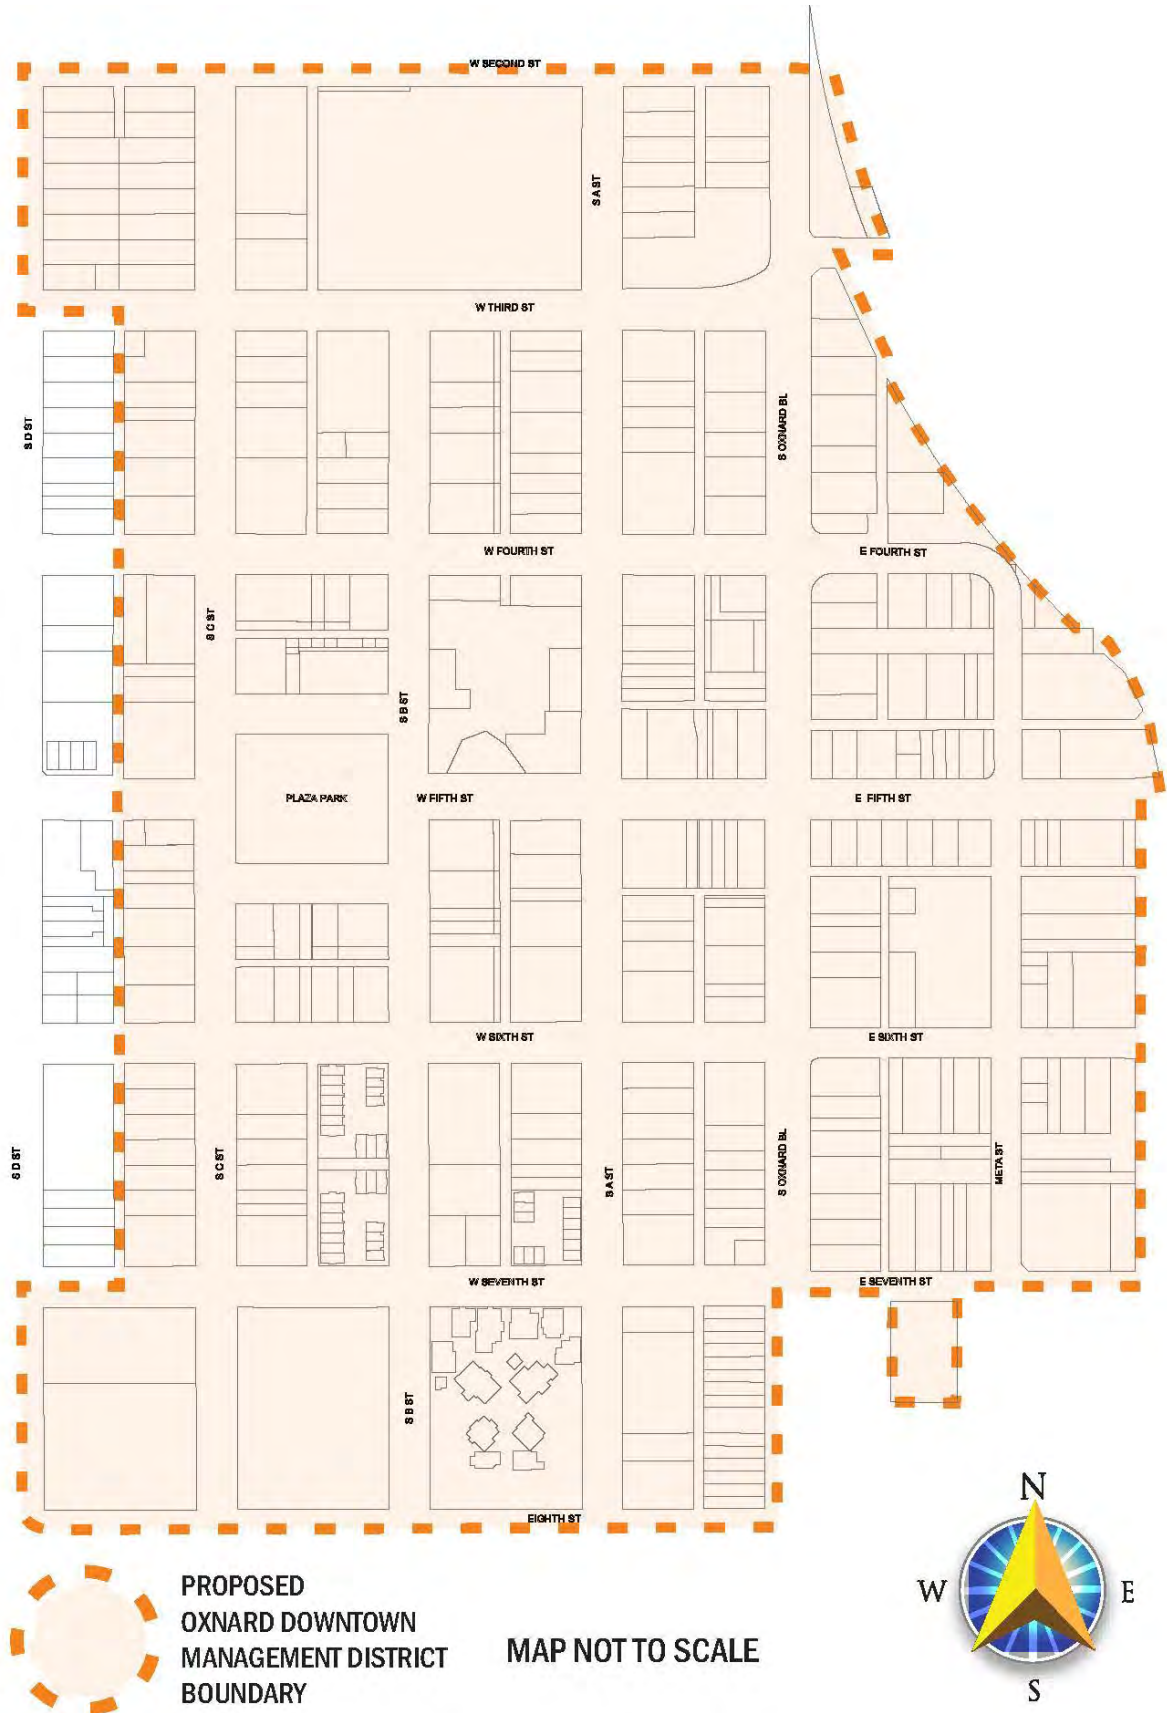 W SECOND ST
S A ST
W THIRD ST
S D ST
S OXNARD BL
W FOURTH ST
E FOURTH ST
S C ST
S B ST
PLAZA PARK
W FIFTH ST
E FIFTH ST
W SIXTH ST
E SIXTH ST
S D ST
S C ST
S A ST
S OXNARD BL
META ST
W SEVENTH ST
E SEVENTH ST
S B ST
EIGHTH ST
N
W
E
S
PROPOSED
OXNARD DOWNTOWN
MANAGEMENT DISTRICT
BOUNDARY
MAP NOT TO SCALE